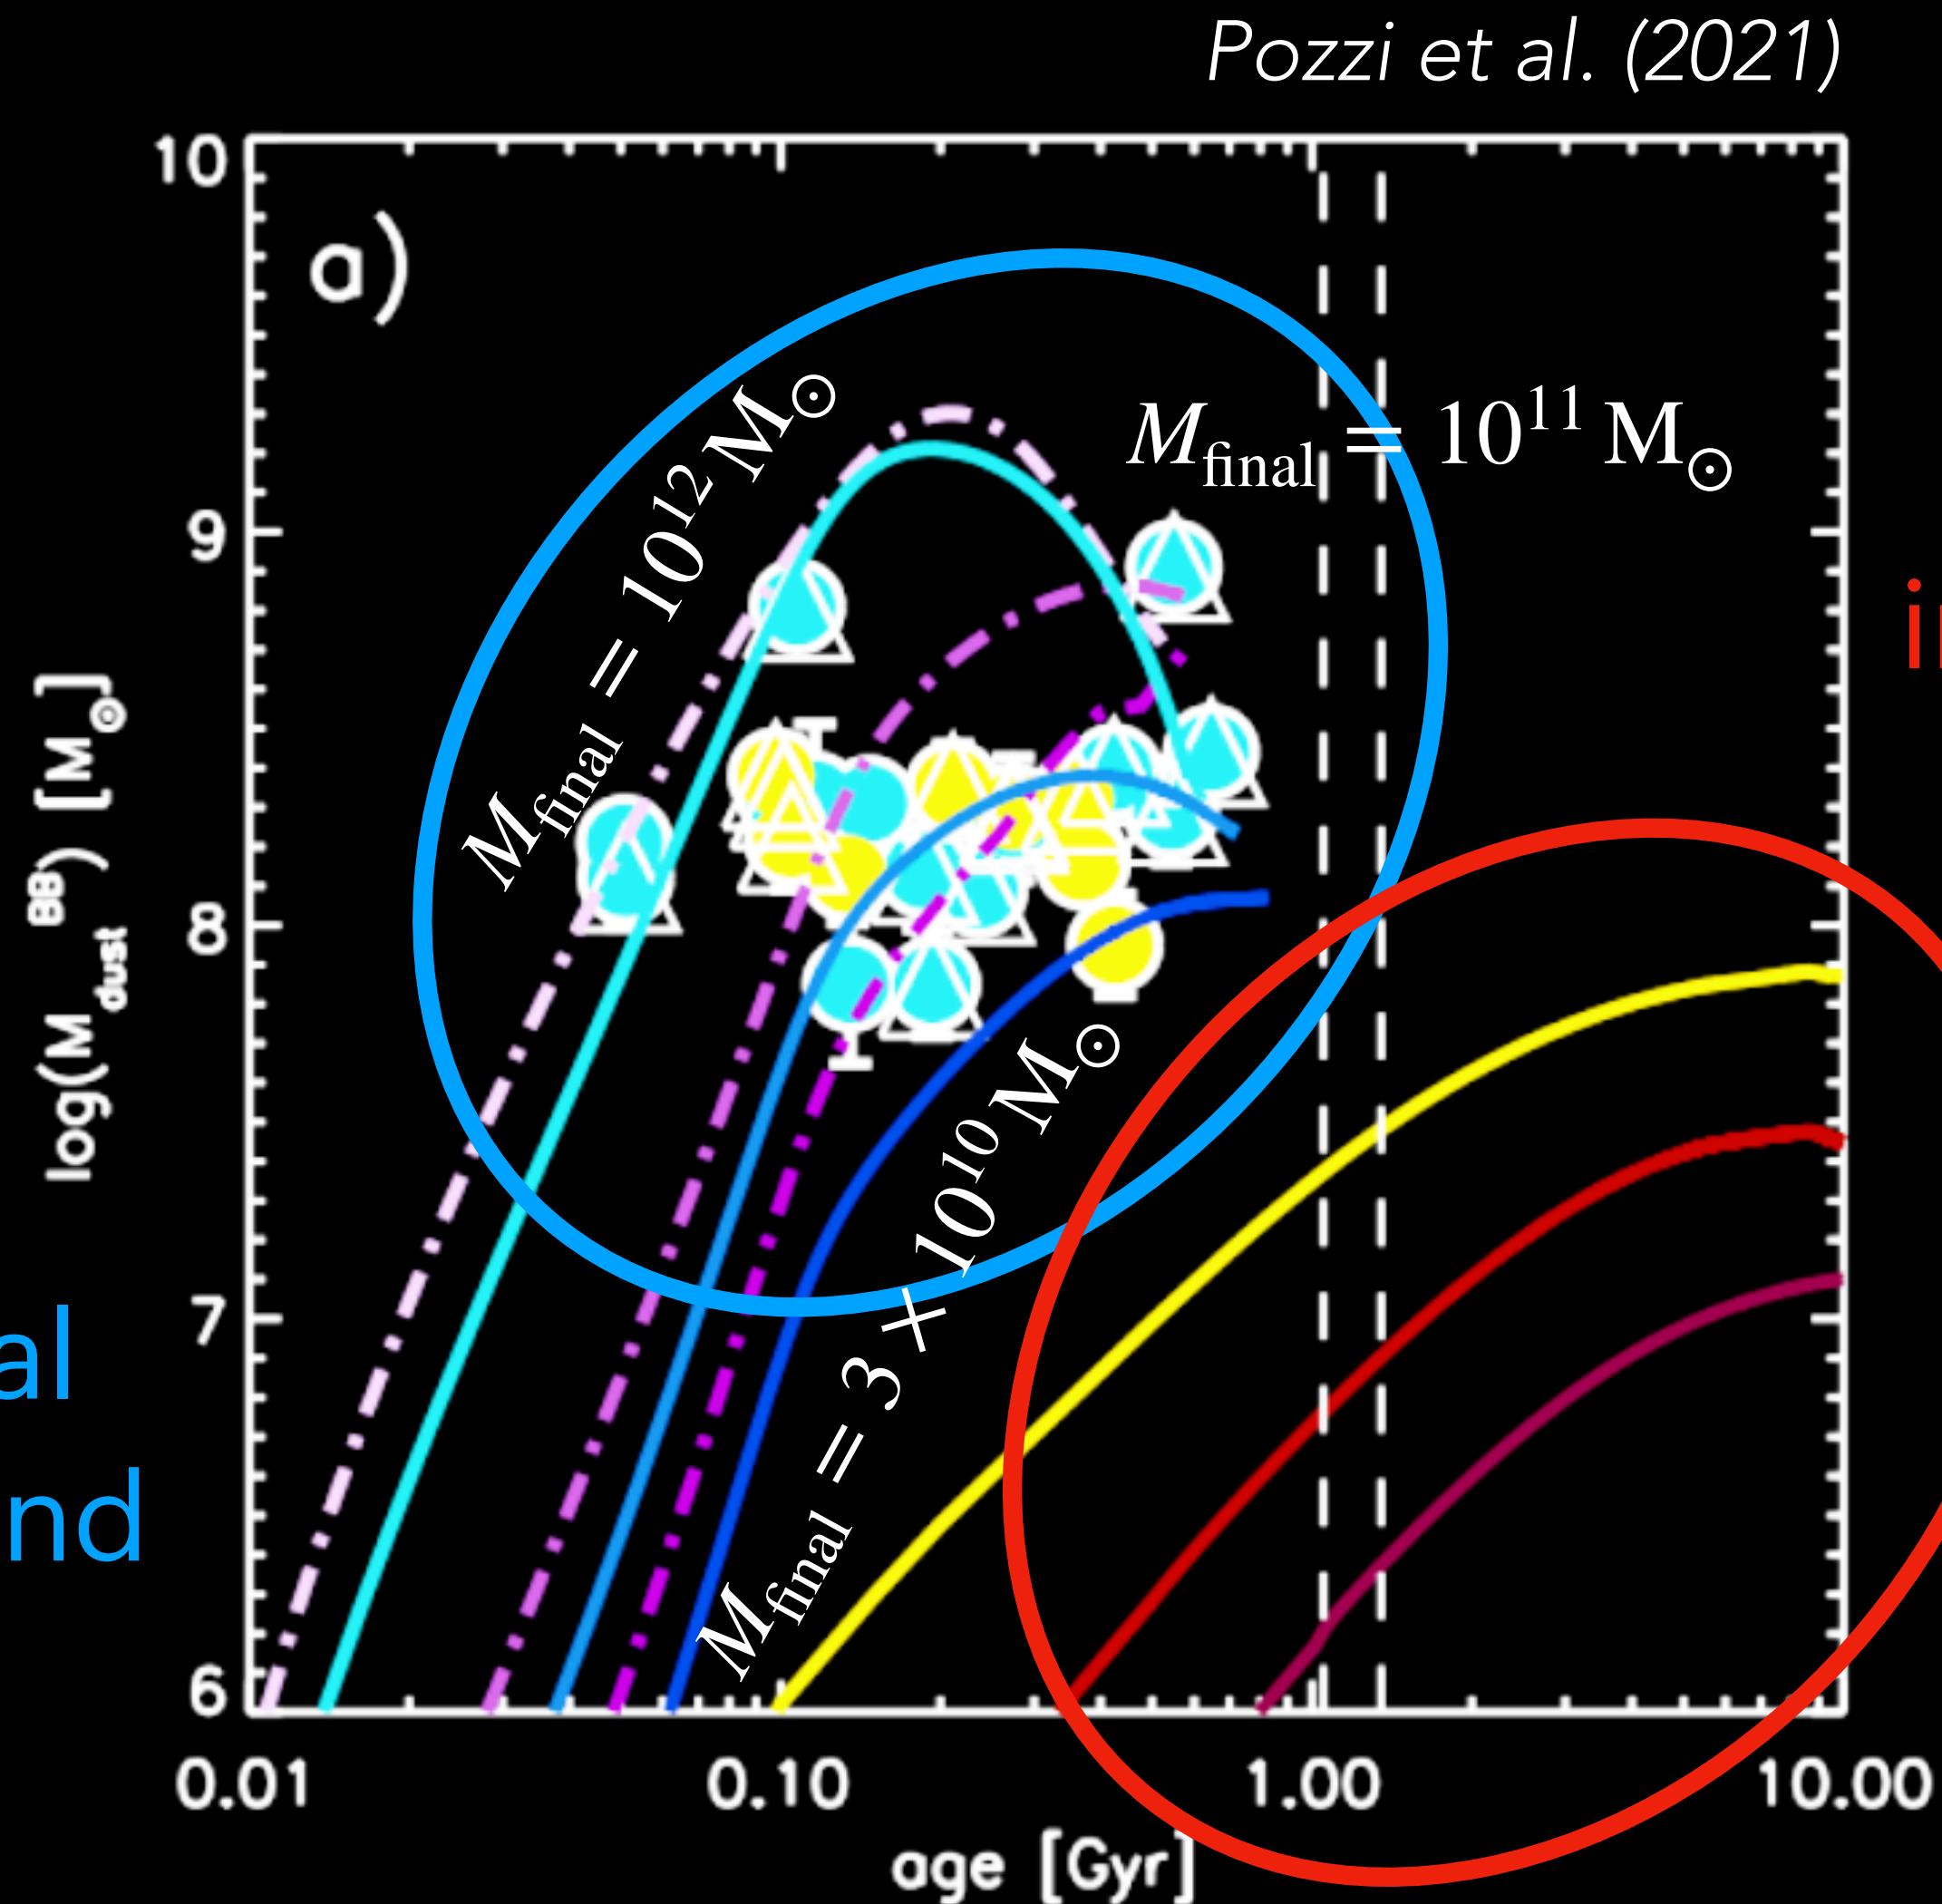 Pozzi et al. (2021)
10
a)
M_final = 10^12 M_⊙
M_final = 10^11 M_⊙
9
log(M_dust^BB) [M_⊙]
8
M_final = 3 × 10^10 M_⊙
al
7
nd
6
0.01 0.10 1.00 10.00
age [Gyr]